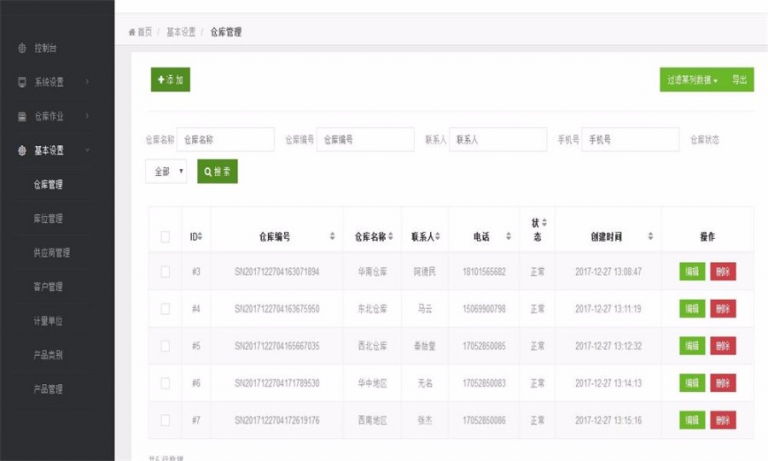 首页 / 基本设置 / 仓库管理
控制台
系统设置
仓库作业
基本设置
仓库管理
库位管理
供应商管理
客户管理
计量单位
产品类别
产品管理
添加
过滤某列数据 导出
仓库名称 仓库名称 仓库编号 仓库编号 联系人 联系人 手机号 手机号 仓库状态
全部 搜索
ID 仓库编号 仓库名称 联系人 电话 状态 创建时间 操作
#3 SN2017122704163071894 华南仓库 阿德民 18101565682 正常 2017-12-27 13:08:47 编辑 删除
#4 SN2017122704163675950 东北仓库 马云 15069900798 正常 2017-12-27 13:11:19 编辑 删除
#5 SN2017122704165667035 西北仓库 秦始皇 17052850085 正常 2017-12-27 13:12:32 编辑 删除
#6 SN2017122704171789530 华中地区 无名 17052850083 正常 2017-12-27 13:14:13 编辑 删除
#7 SN2017122704172619176 西南地区 张杰 17052850086 正常 2017-12-27 13:15:16 编辑 删除